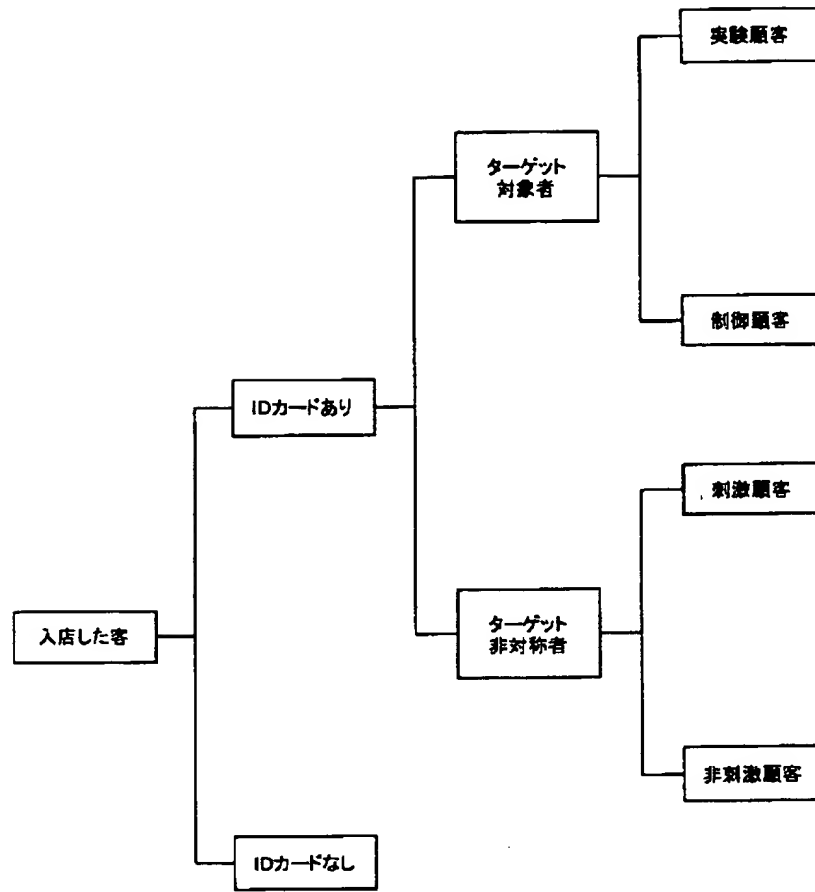 実験顧客
ターゲット
対象者
制御顧客
IDカードあり
刺激顧客
入店した客
ターゲット
非対称者
非刺激顧客
IDカードなし